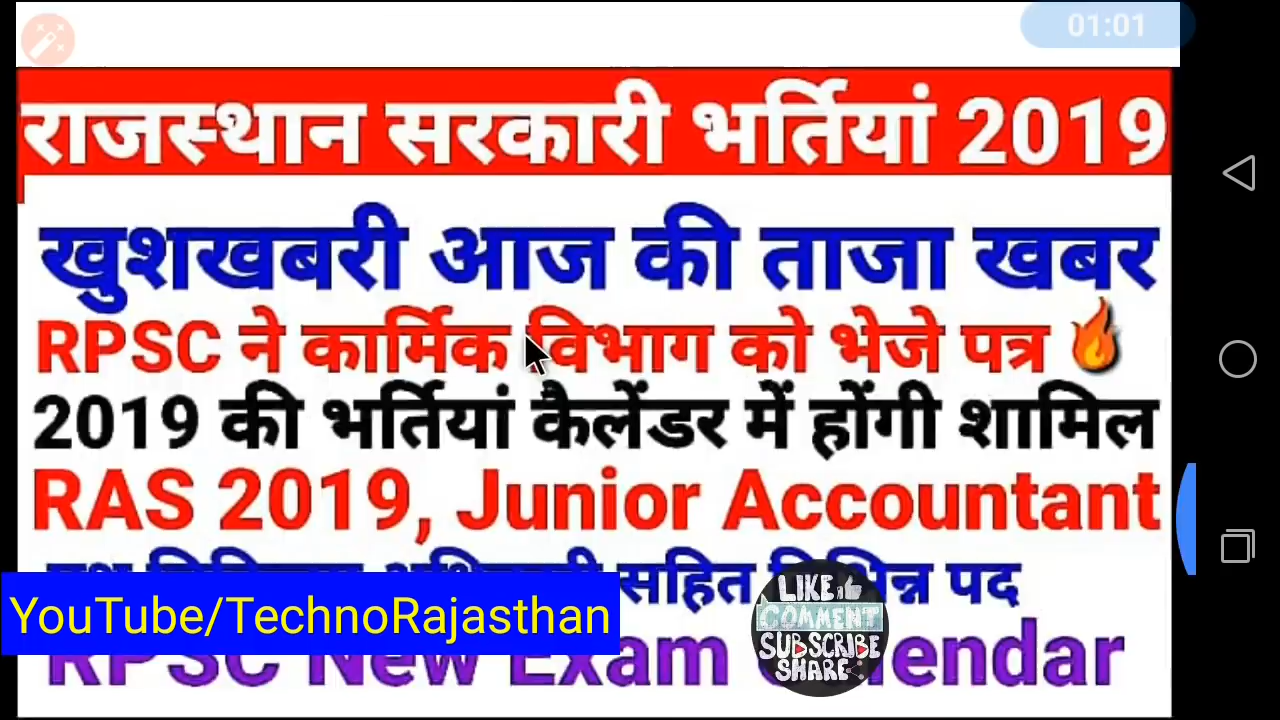 01:01
राजस्थान सरकारी भर्तियां 2019
खुशखबरी आज की ताजा खबर
RPSC ने कार्मिक विभाग को भेजे पत्र
2019 की भर्तियां कैलेंडर में होंगी शामिल
RAS 2019, Junior Accountant
सहित पद
YouTube/TechnoRajasthan
LIKE
COMMENT
SUBSCRIBE
SHARE
RPSC New Exam